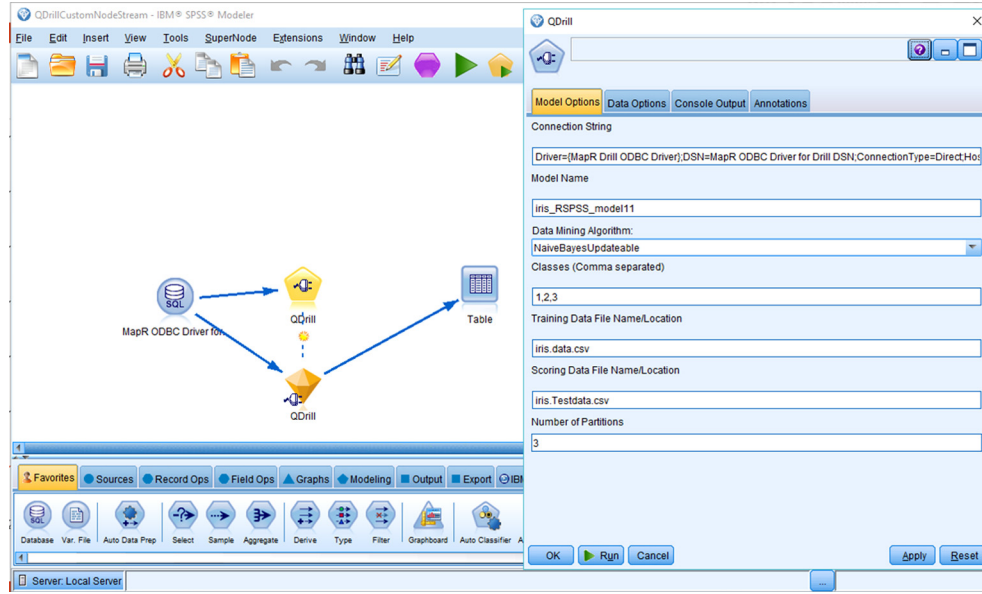 QDrillCustomNodeStream - IBM® SPSS® Modeler
File Edit Insert View Tools SuperNode Extensions Window Help
SQL
MapR ODBC Driver for
QDrill
QDrill
Table
Favorites Sources Record Ops Field Ops Graphs Modeling Output Export IBM
SQL
Database Var. File Auto Data Prep Select Sample Aggregate Derive Type Filter Graphboard Auto Classifier A
Server: Local Server
...
QDrill
Model Options Data Options Console Output Annotations
Connection String
Driver={MapR Drill ODBC Driver};DSN=MapR ODBC Driver for Drill DSN;ConnectionType=Direct;Hos
Model Name
iris_RSPSS_model11
Data Mining Algorithm:
NaiveBayesUpdateable
Classes (Comma separated)
1,2,3
Training Data File Name/Location
iris.data.csv
Scoring Data File Name/Location
iris.Testdata.csv
Number of Partitions
3
OK Run Cancel Apply Reset